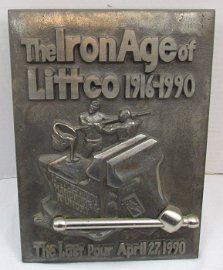 The Iron Age of
Littco 1916-1990
The Last Pour April 27, 1990